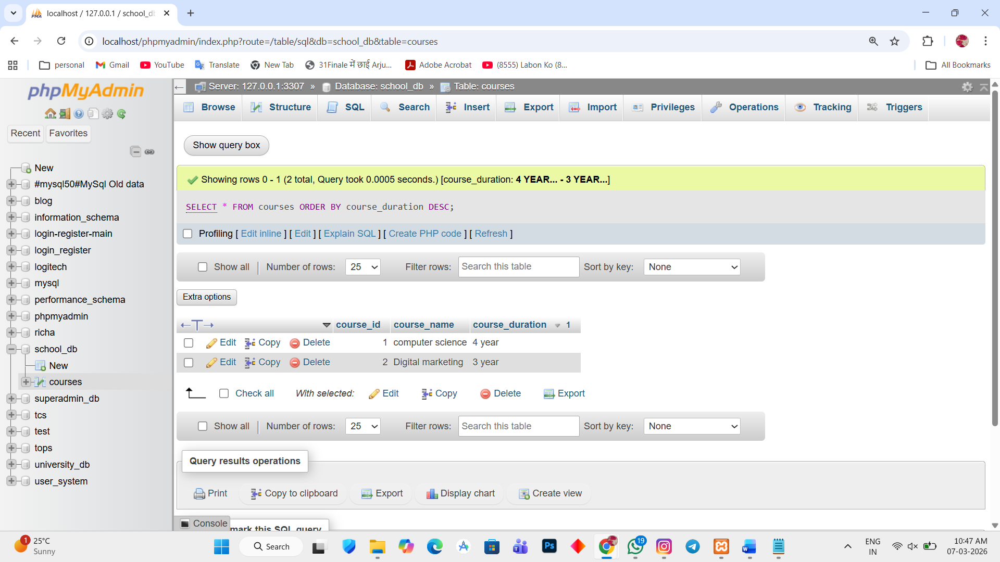 localhost / 127.0.0.1 / school_db
localhost/phpmyadmin/index.php?route=/table/sql&db=school_db&table=courses
personal Gmail YouTube Translate New Tab 31Finale में छाई Arju... Adobe Acrobat (8555) Labon Ko (8... All Bookmarks
phpMyAdmin
Recent Favorites
New
#mysql50#MySql Old data
blog
information_schema
login-register-main
login_register
logitech
mysql
performance_schema
phpmyadmin
richa
school_db
New
courses
superadmin_db
tcs
test
tops
university_db
user_system
Server: 127.0.0.1:3307 » Database: school_db » Table: courses
Browse Structure SQL Search Insert Export Import Privileges Operations Tracking Triggers
Show query box
Showing rows 0 - 1 (2 total, Query took 0.0005 seconds.) [course_duration: 4 YEAR... - 3 YEAR...]
SELECT * FROM courses ORDER BY course_duration DESC;
Profiling [ Edit inline ] [ Edit ] [ Explain SQL ] [ Create PHP code ] [ Refresh ]
Show all | Number of rows: 25 Filter rows: Search this table Sort by key: None
Extra options
←T→ course_id course_name course_duration 1
Edit Copy Delete 1 computer science 4 year
Edit Copy Delete 2 Digital marketing 3 year
Check all With selected: Edit Copy Delete Export
Show all | Number of rows: 25 Filter rows: Search this table Sort by key: None
Query results operations
Print Copy to clipboard Export Display chart Create view
Console
mark this SQL query
1 25°C
Sunny
Search
Ps
19
ENG
IN
10:47 AM
07-03-2026